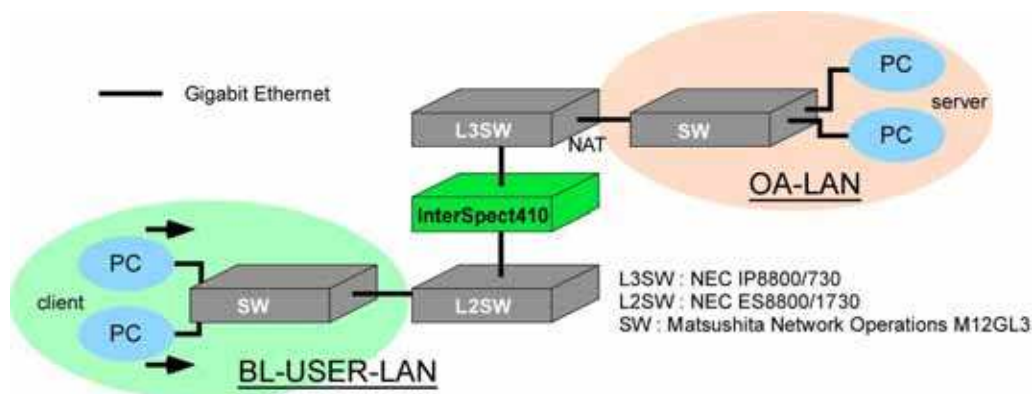 Gigabit Ethernet
L3SW
NAT
SW
PC
PC
server
OA-LAN
InterSpect410
PC
PC
client
SW
L2SW
BL-USER-LAN
L3SW : NEC IP8800/730
L2SW : NEC ES8800/1730
SW : Matsushita Network Operations M12GL3